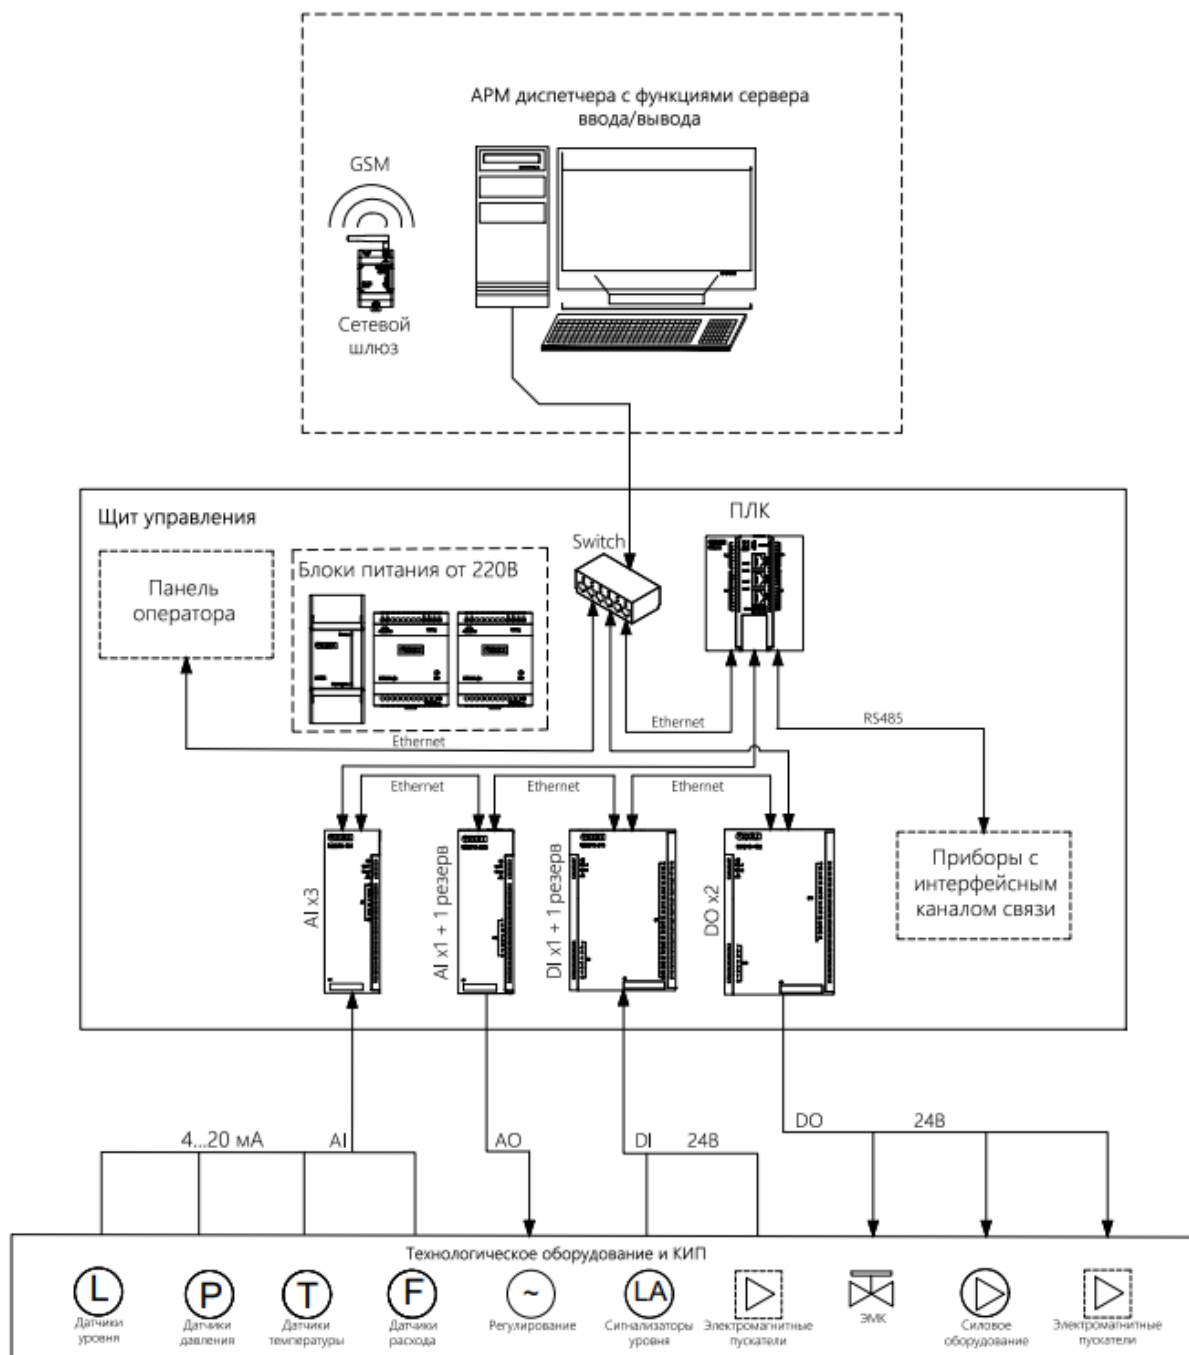 АРМ диспетчера с функциями сервера
ввода/вывода
GSM
Сетевой
шлюз
Щит управления
ПЛК
Switch
Блоки питания от 220В
Панель
оператора
Ethernet
RS485
Ethernet
Ethernet
Ethernet
Ethernet
AI x3
AI x1 + 1 резерв
DI x1 + 1 резерв
DO x2
Приборы с
интерфейсным
каналом связи
4...20 мА
AI
AO
DI
24В
DO
24В
Технологическое оборудование и КИП
L
P
T
F
~
LA
Датчики
уровня
Датчики
давления
Датчики
температуры
Датчики
расхода
Регулирование
Сигнализаторы
уровня
Электромагнитные
пускатели
ЭМК
Силовое
оборудование
Электромагнитные
пускатели